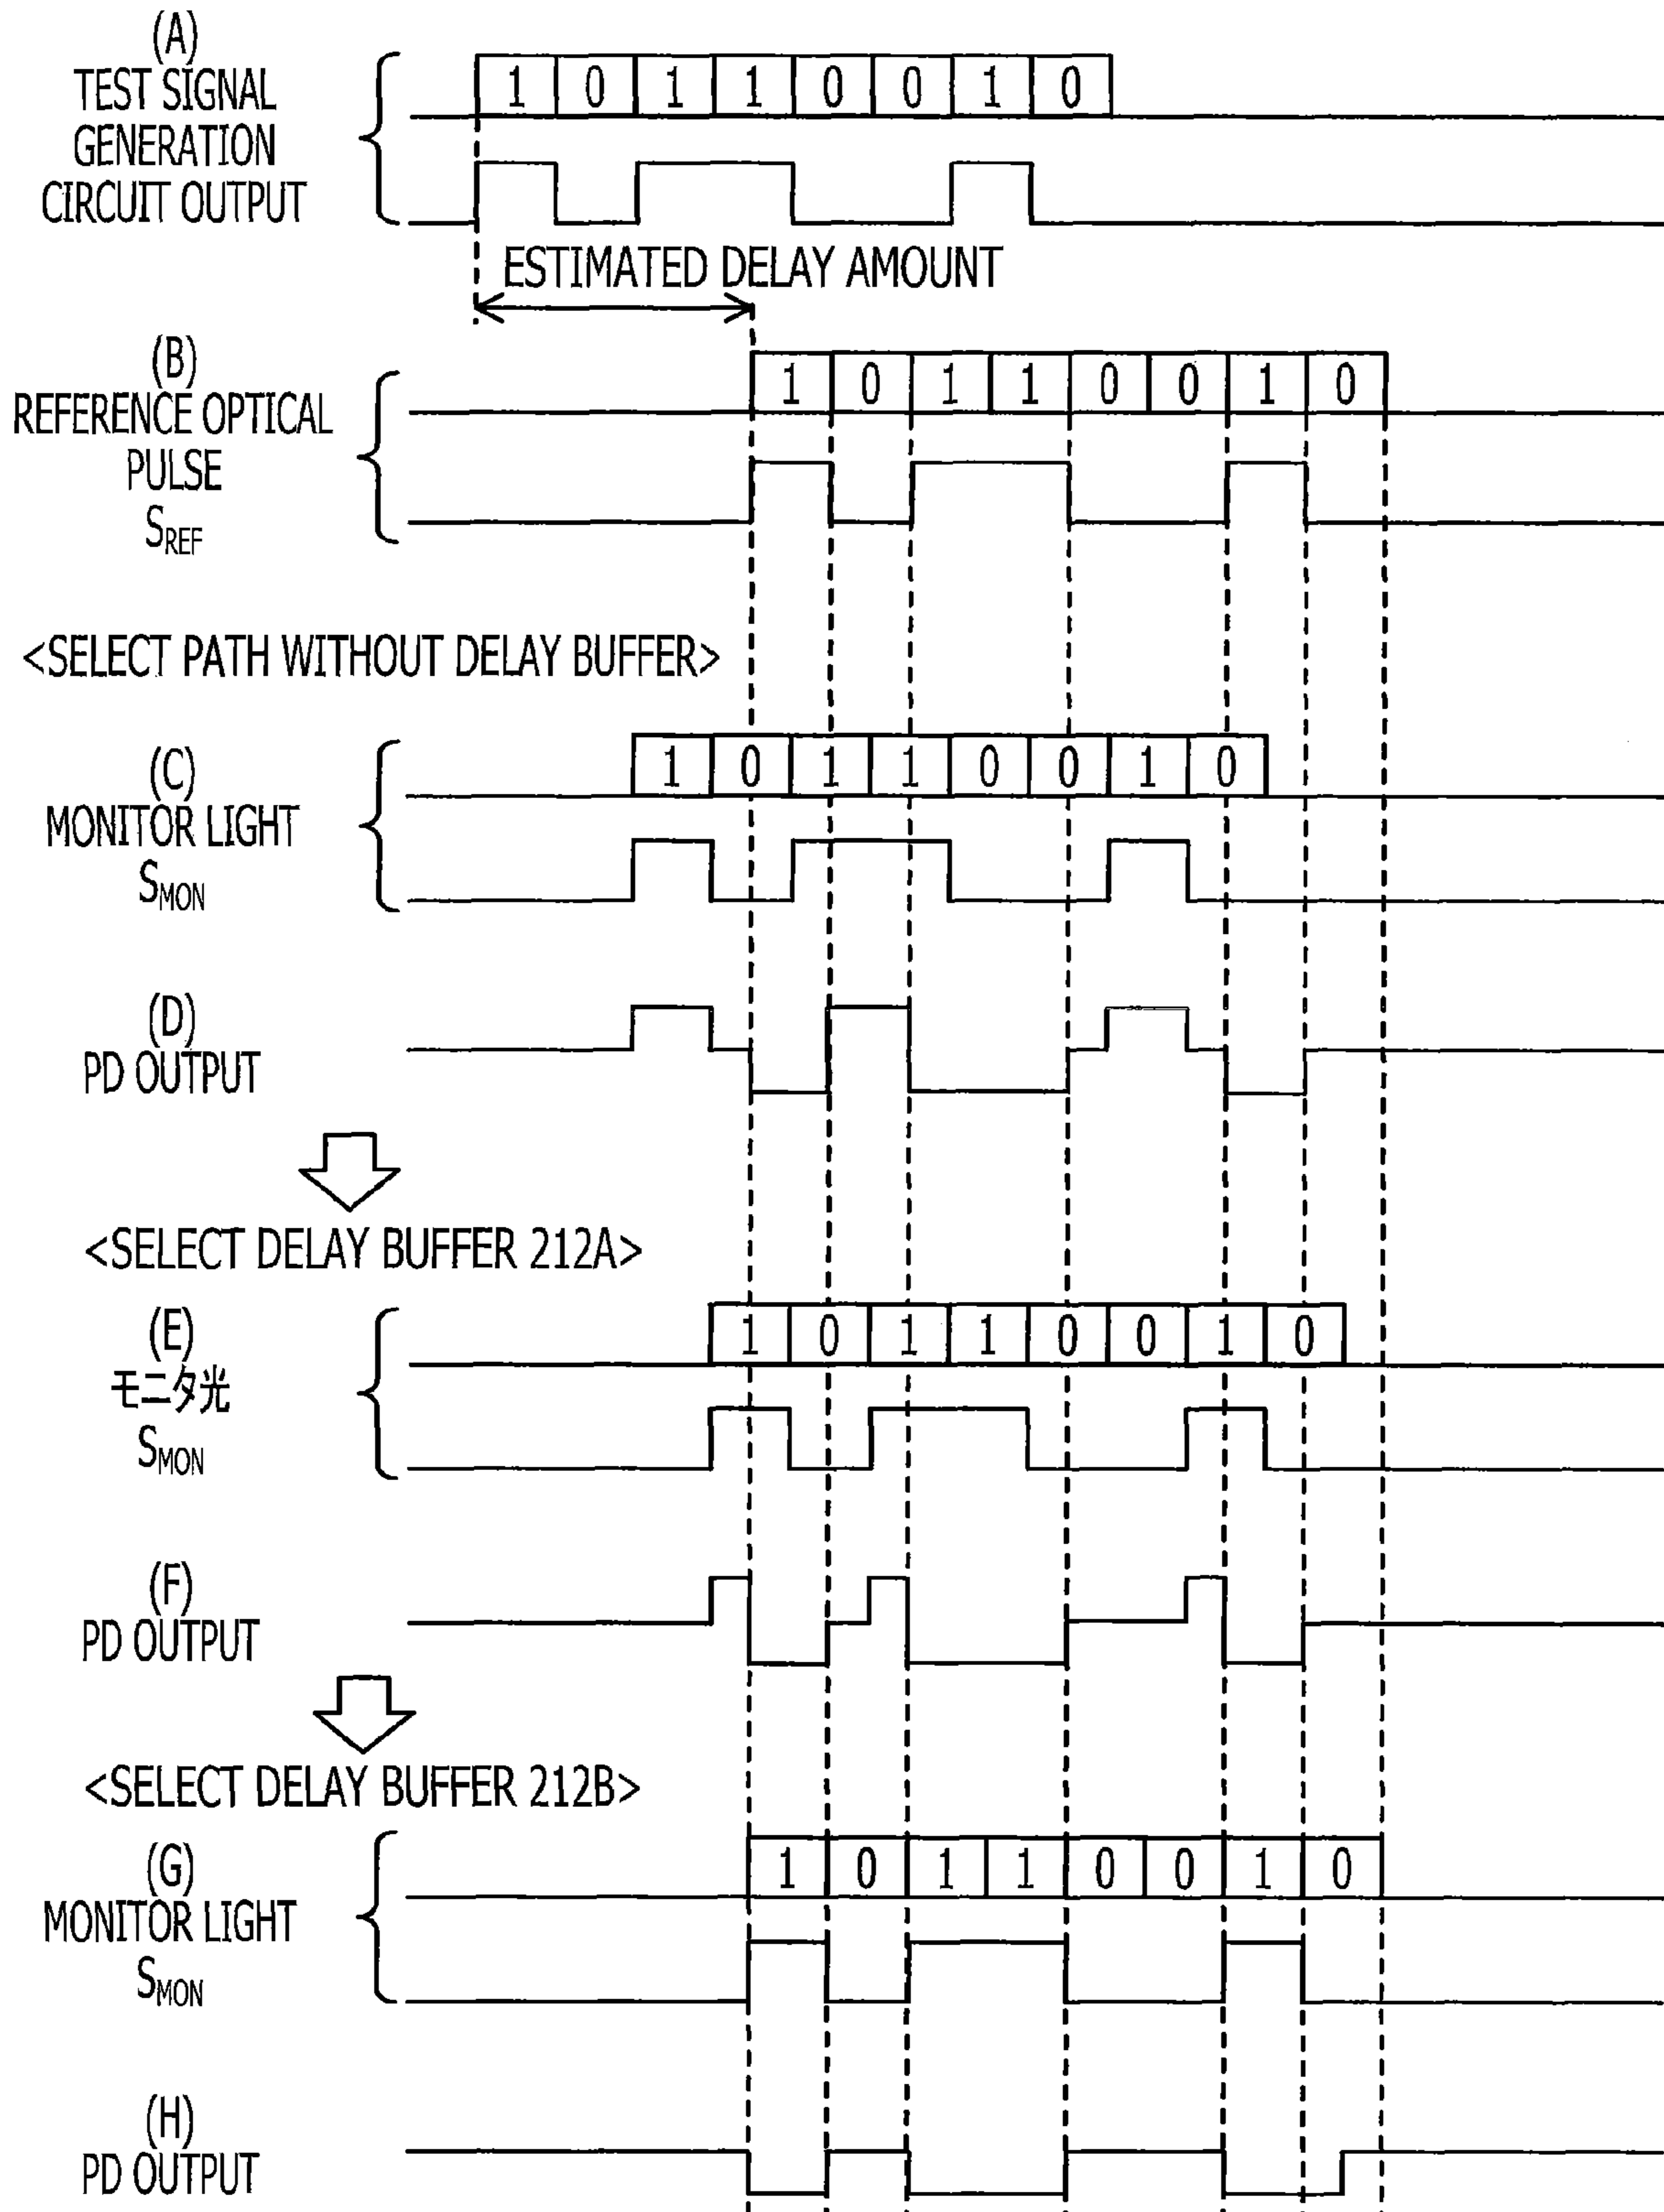 (A)
TEST SIGNAL
GENERATION
CIRCUIT OUTPUT
1 0 1 1 0 0 1 0
ESTIMATED DELAY AMOUNT
(B)
REFERENCE OPTICAL
PULSE
SREF
1 0 1 1 0 0 1 0
<SELECT PATH WITHOUT DELAY BUFFER>
(C)
MONITOR LIGHT
SMON
1 0 1 1 0 0 1 0
(D)
PD OUTPUT
<SELECT DELAY BUFFER 212A>
(E)
モニタ光
SMON
1 0 1 1 0 0 1 0
(F)
PD OUTPUT
<SELECT DELAY BUFFER 212B>
(G)
MONITOR LIGHT
SMON
1 0 1 1 0 0 1 0
(H)
PD OUTPUT